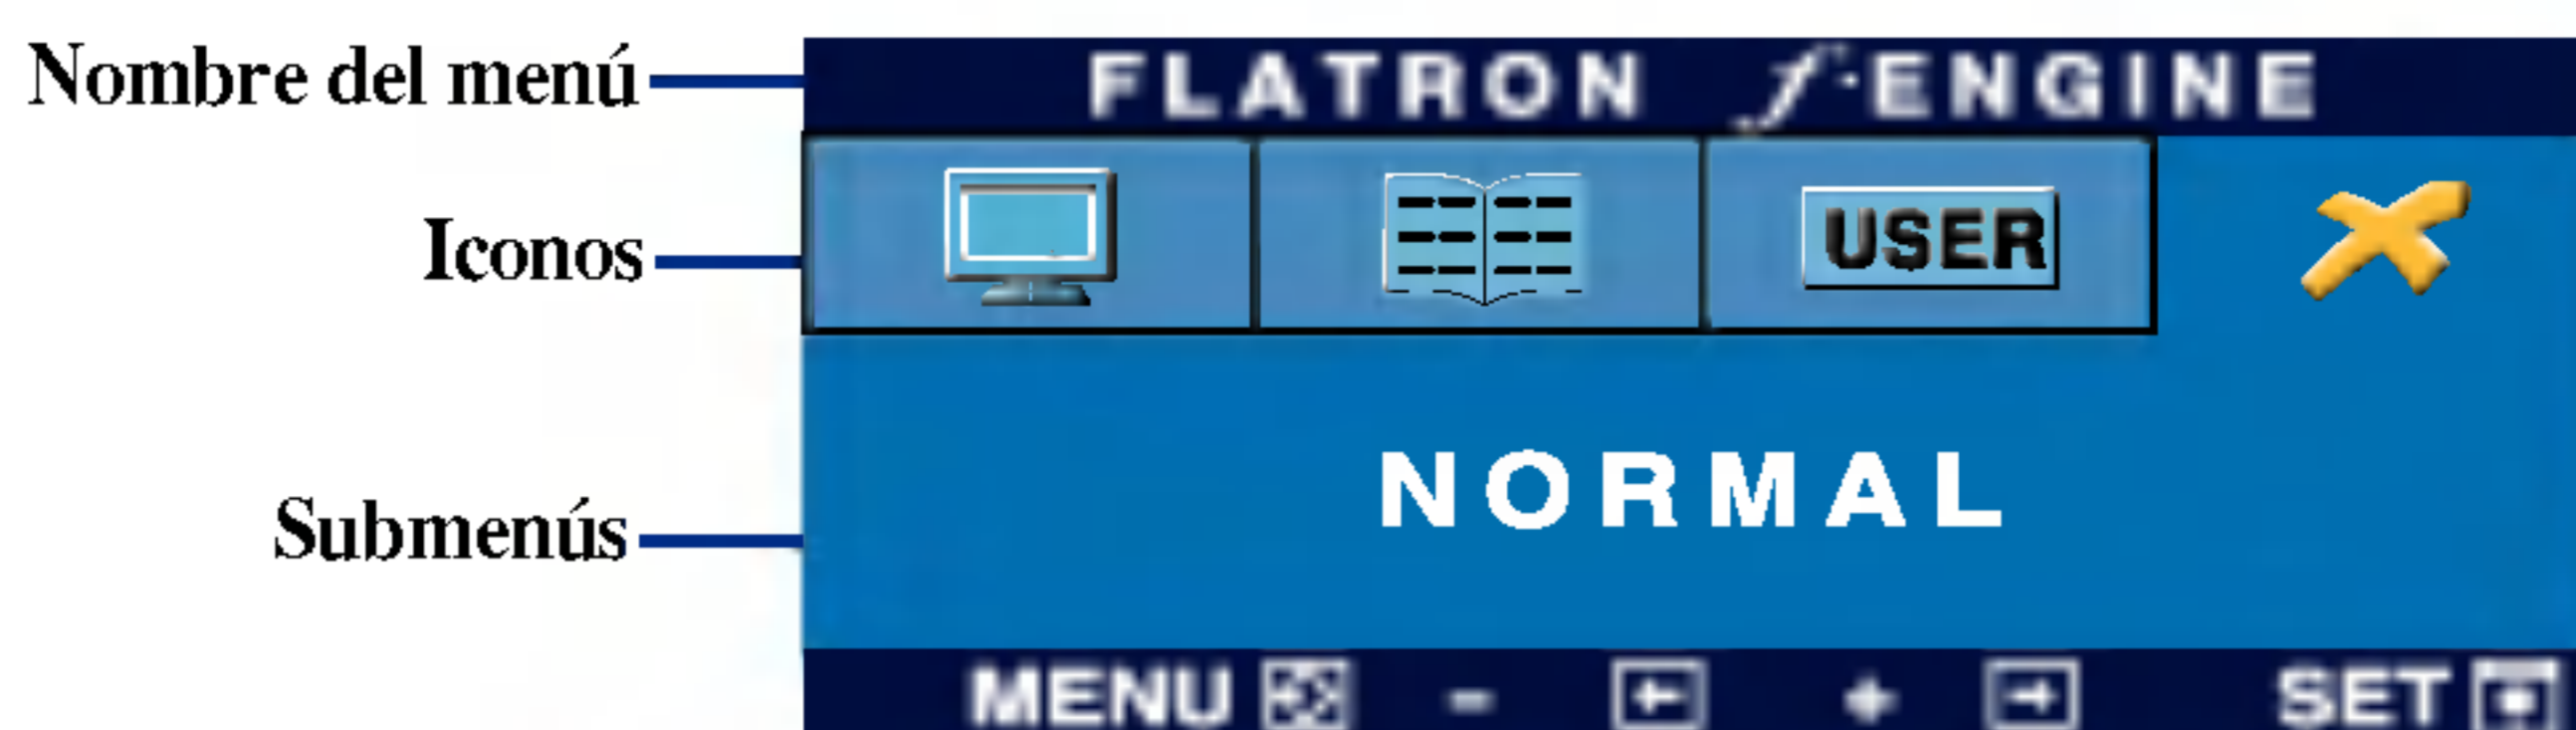 Nombre del menú
FLATRON f·ENGINE
Iconos
USER
Submenús
NORMAL
MENU - + SET